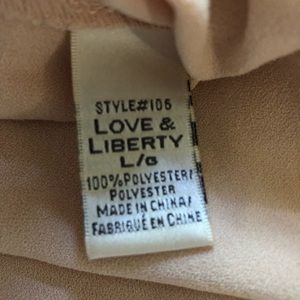 STYLE#106
LOVE &
LIBERTY
L/G
100%POLYESTER/
POLYESTER
MADE IN CHINA/
FABRIQUÉ EN CHINE